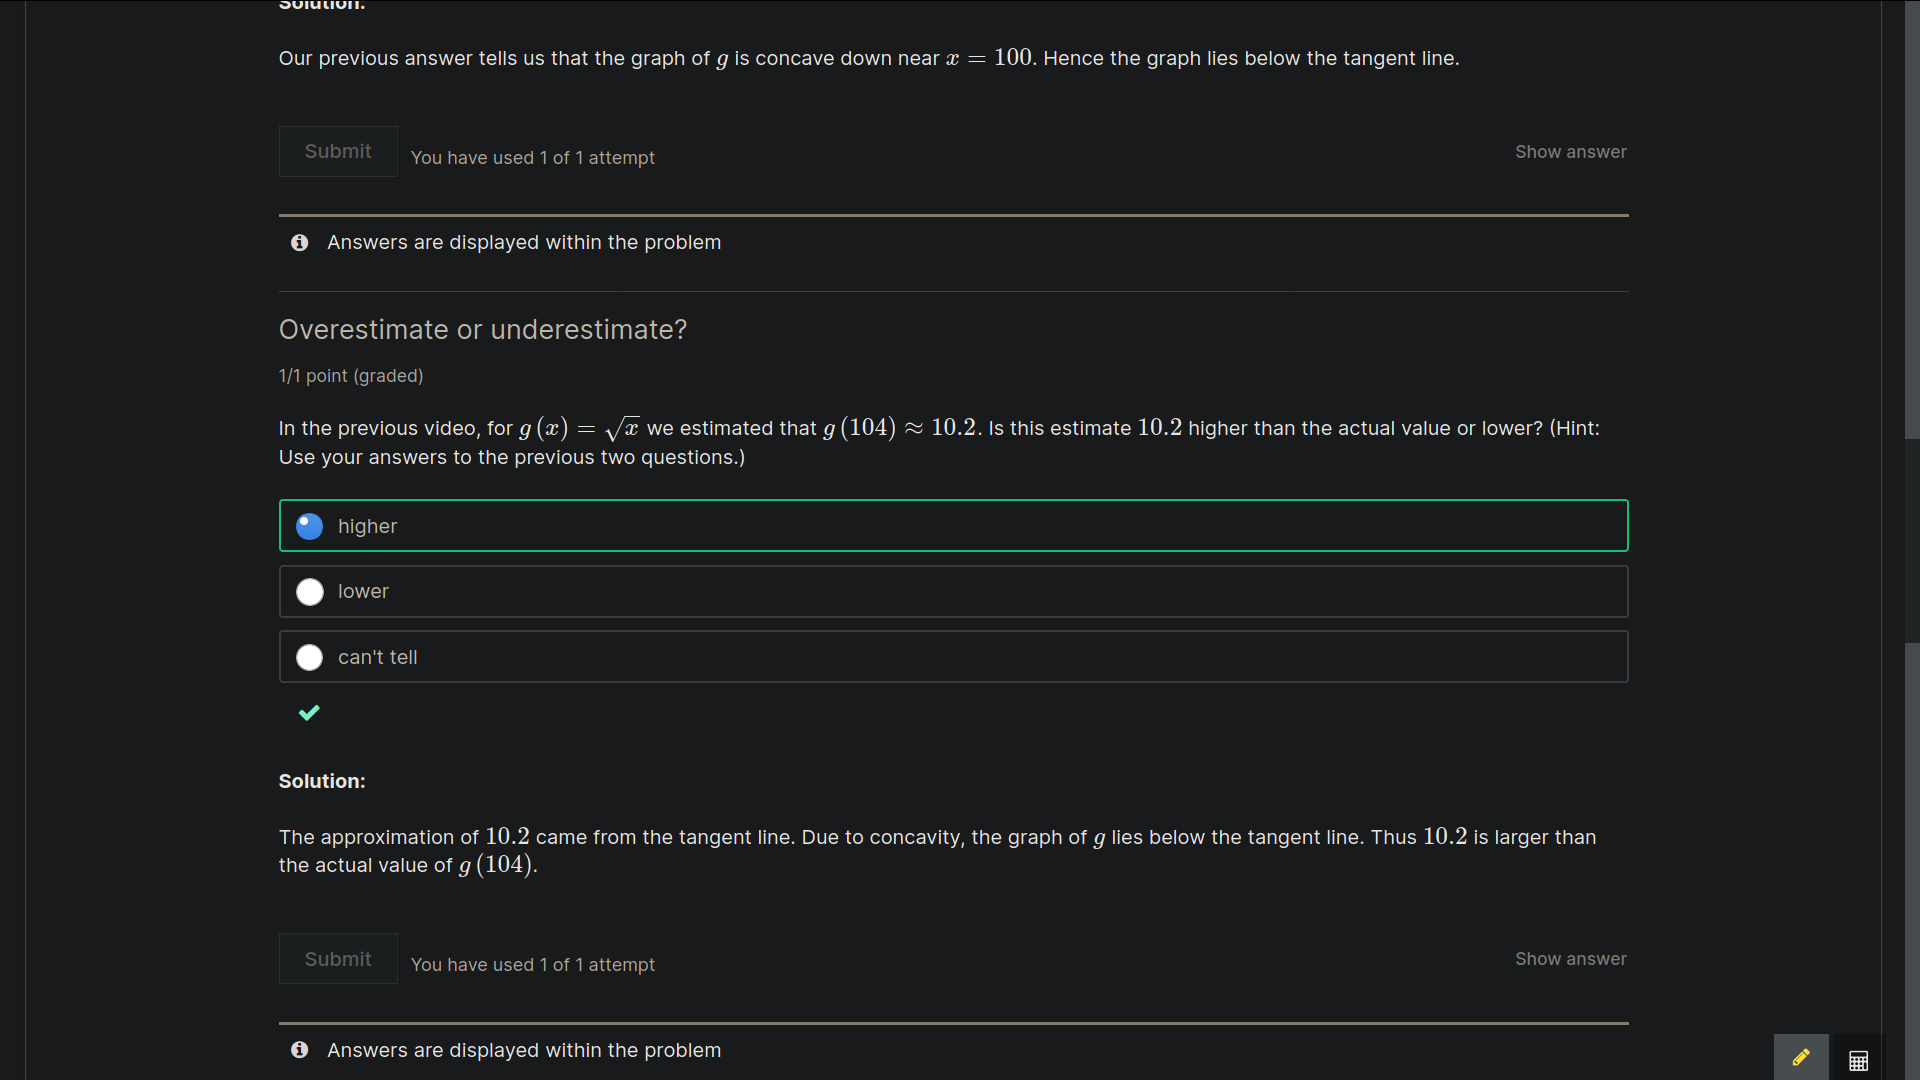 Solution:
Our previous answer tells us that the graph of g is concave down near x = 100. Hence the graph lies below the tangent line.
Submit
You have used 1 of 1 attempt
Show answer
Answers are displayed within the problem
Overestimate or underestimate?
1/1 point (graded)
In the previous video, for g (x) = √x we estimated that g (104) ≈ 10.2. Is this estimate 10.2 higher than the actual value or lower? (Hint:
Use your answers to the previous two questions.)
higher
lower
can't tell
Solution:
The approximation of 10.2 came from the tangent line. Due to concavity, the graph of g lies below the tangent line. Thus 10.2 is larger than
the actual value of g (104).
Submit
You have used 1 of 1 attempt
Show answer
Answers are displayed within the problem